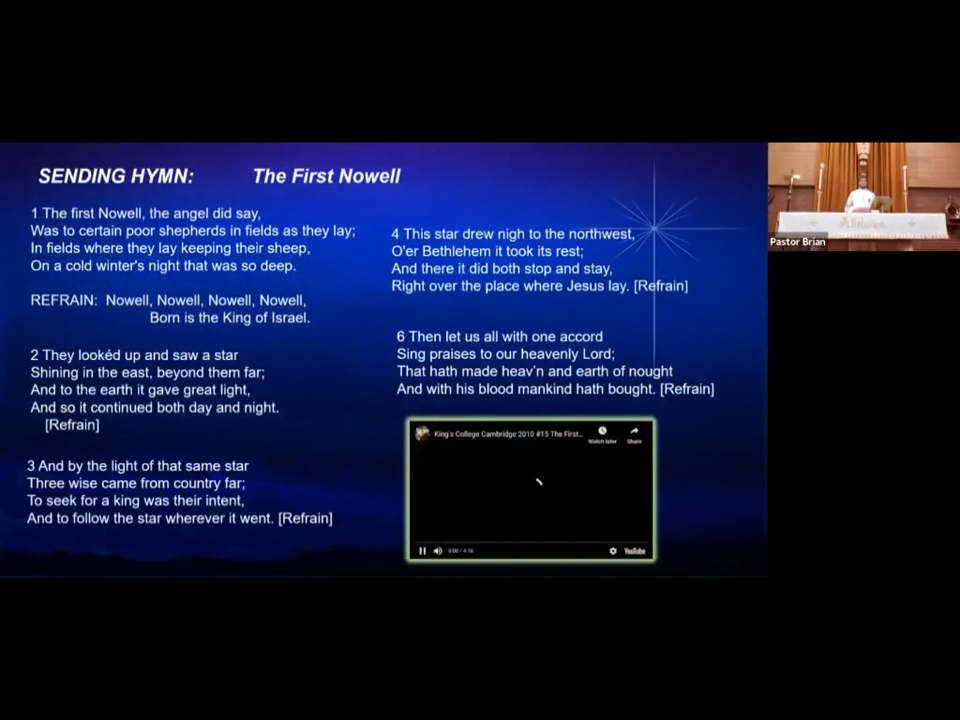 SENDING HYMN: The First Nowell
1 The first Nowell, the angel did say,
Was to certain poor shepherds in fields as they lay;
In fields where they lay keeping their sheep,
On a cold winter's night that was so deep.
REFRAIN: Nowell, Nowell, Nowell, Nowell,
Born is the King of Israel.
2 They lookéd up and saw a star
Shining in the east, beyond them far;
And to the earth it gave great light,
And so it continued both day and night.
[Refrain]
3 And by the light of that same star
Three wise came from country far;
To seek for a king was their intent,
And to follow the star wherever it went. [Refrain]
4 This star drew nigh to the northwest,
O'er Bethlehem it took its rest;
And there it did both stop and stay,
Right over the place where Jesus lay. [Refrain]
6 Then let us all with one accord
Sing praises to our heavenly Lord;
That hath made heav'n and earth of nought
And with his blood mankind hath bought. [Refrain]
King's College Cambridge 2010 #15 The First...
Watch later Share
0:00 / 4:16
YouTube
Pastor Brian